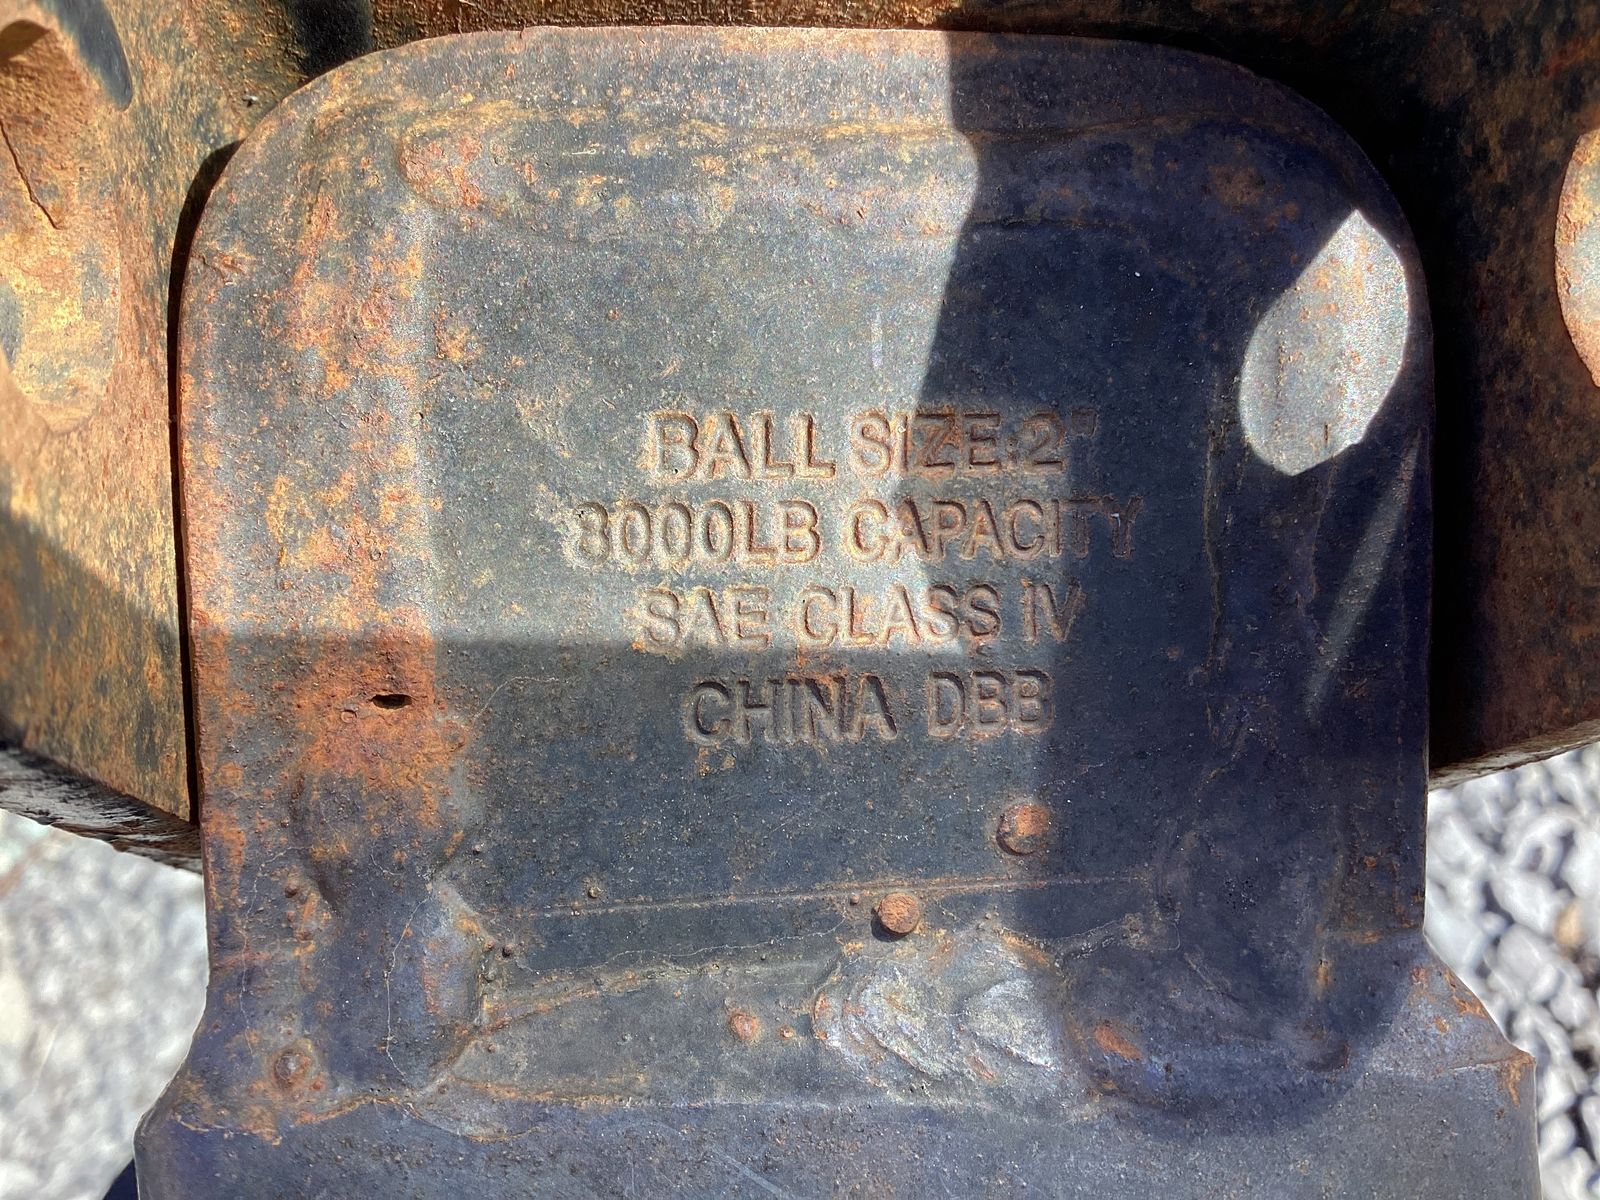 BALL SIZE:2"
8000LB CAPACITY
SAE CLASS IV
CHINA DBB